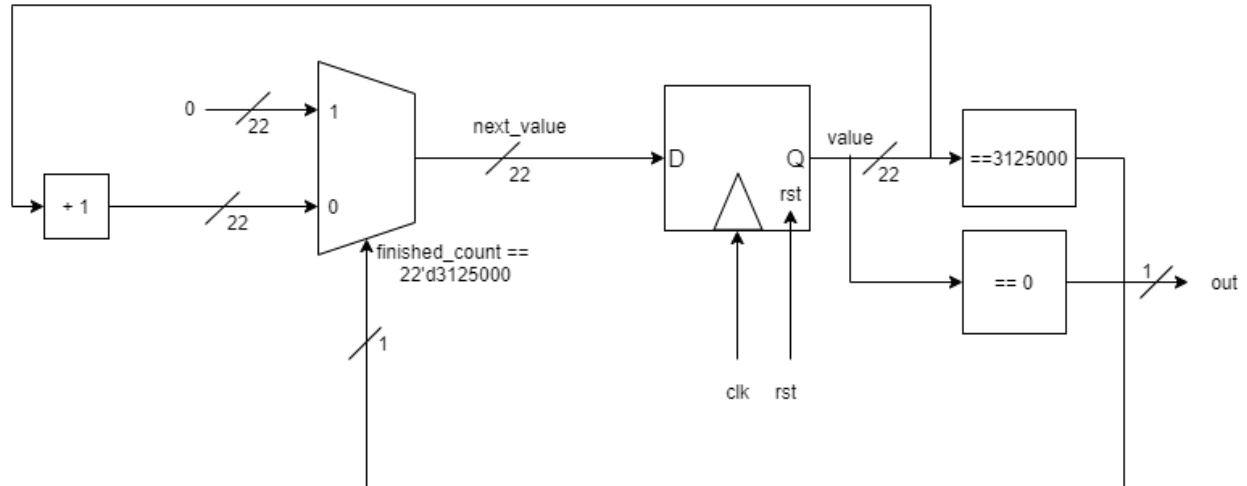 0
22
1
0
+ 1
22
finished_count ==
22'd3125000
1
next_value
22
D
Q
rst
clk
rst
value
22
==3125000
== 0
1
out